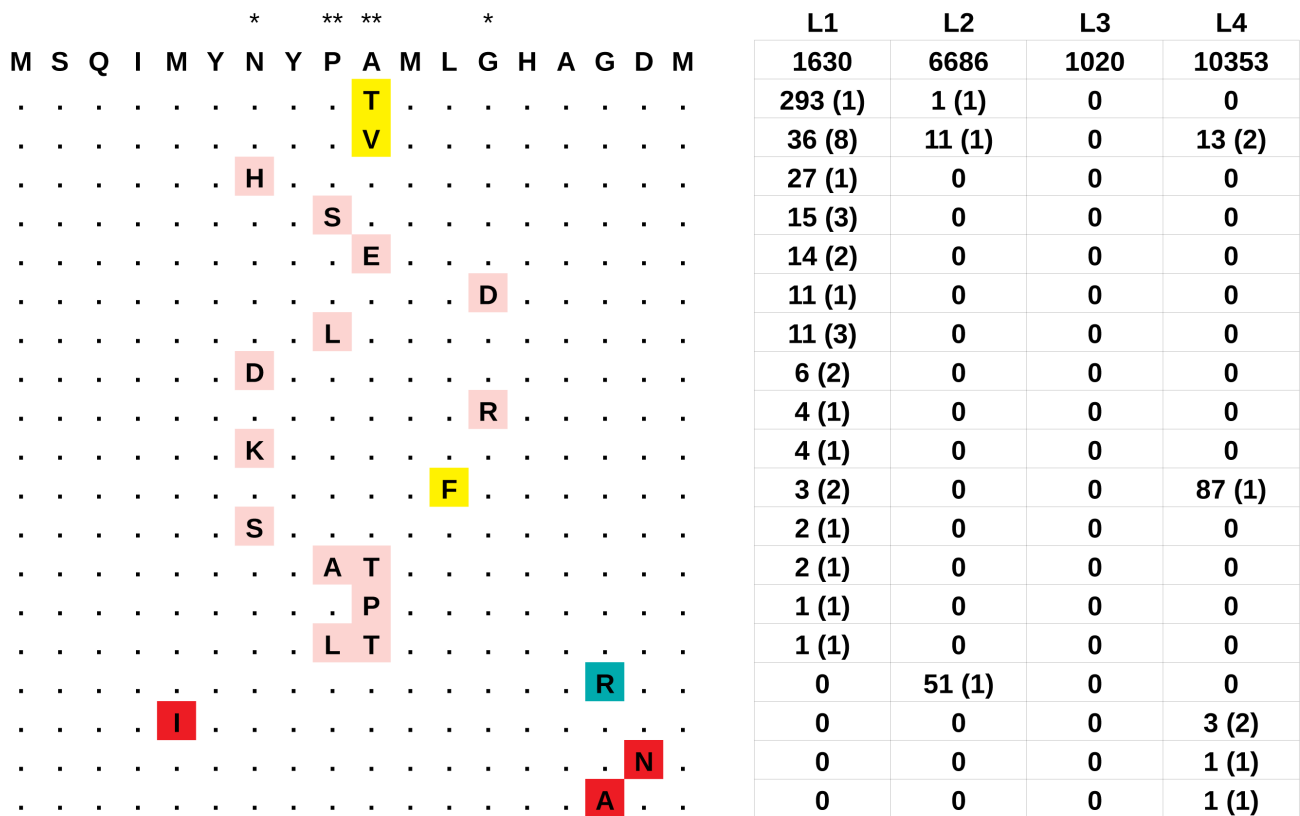 * ** ** * L1 L2 L3 L4
M S Q I M Y N Y P A M L G H A G D M 1630 6686 1020 10353
. . . . . . . . . T . . . . . . . . 293 (1) 1 (1) 0 0
. . . . . . . . . V . . . . . . . . 36 (8) 11 (1) 0 13 (2)
. . . . . . H . . . . . . . . . . . 27 (1) 0 0 0
. . . . . . . . S . . . . . . . . . 15 (3) 0 0 0
. . . . . . . . . E . . . . . . . . 14 (2) 0 0 0
. . . . . . . . . . . . D . . . . . 11 (1) 0 0 0
. . . . . . . . L . . . . . . . . . 11 (3) 0 0 0
. . . . . . D . . . . . . . . . . . 6 (2) 0 0 0
. . . . . . . . . . . . R . . . . . 4 (1) 0 0 0
. . . . . . K . . . . . . . . . . . 4 (1) 0 0 0
. . . . . . . . . . . F . . . . . . 3 (2) 0 0 87 (1)
. . . . . . S . . . . . . . . . . . 2 (1) 0 0 0
. . . . . . . . A T . . . . . . . . 2 (1) 0 0 0
. . . . . . . . . P . . . . . . . . 1 (1) 0 0 0
. . . . . . . . L T . . . . . . . . 1 (1) 0 0 0
. . . . . . . . . . . . . . . R . . 0 51 (1) 0 0
. . . . I . . . . . . . . . . . . . 0 0 0 3 (2)
. . . . . . . . . . . . . . . . N . 0 0 0 1 (1)
. . . . . . . . . . . . . . . A . . 0 0 0 1 (1)